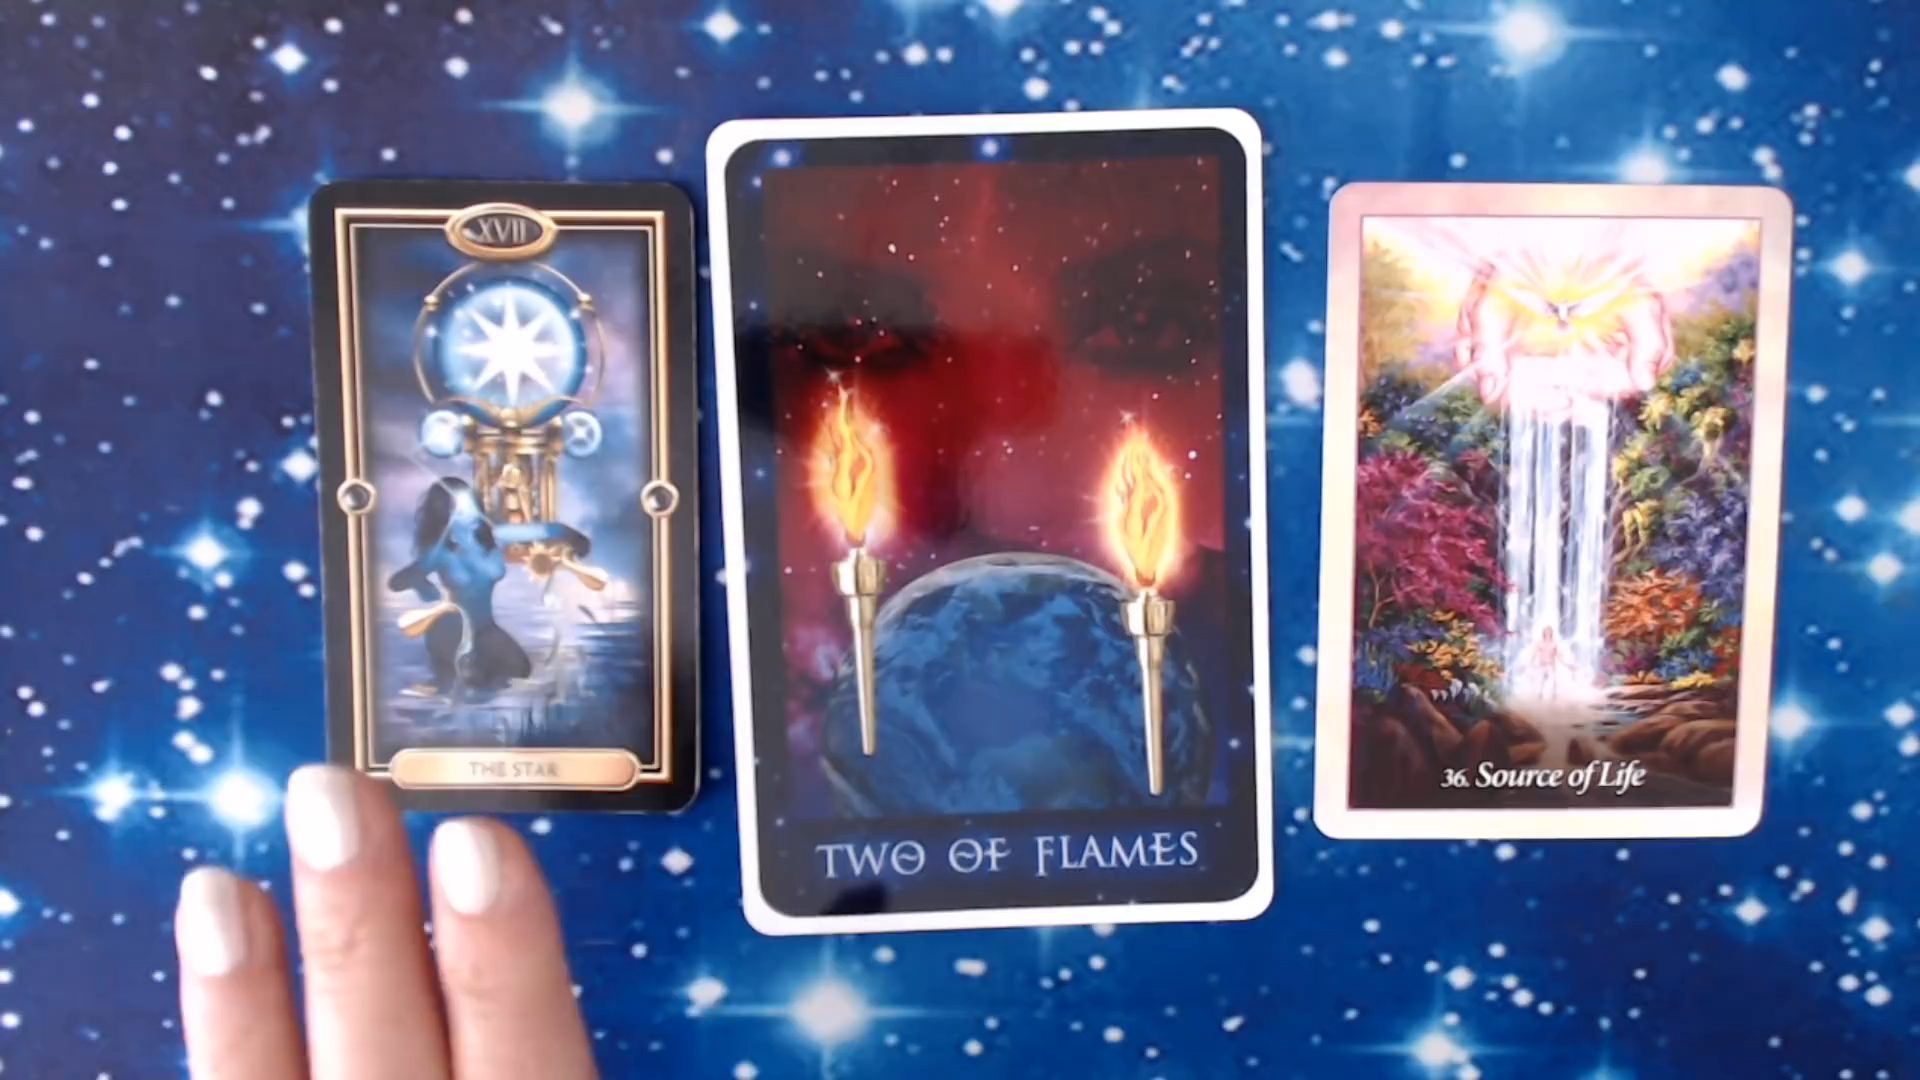 XVII
THE STAR
TWO OF FLAMES
36. Source of Life